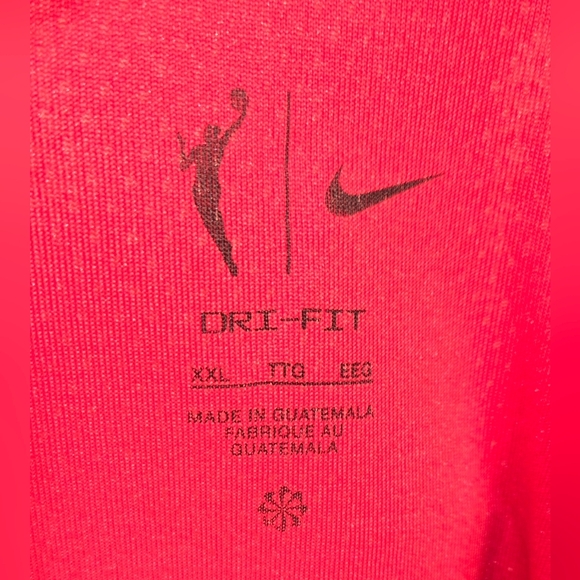 DRI-FIT
XXL TTG EEG
MADE IN GUATEMALA
FABRIQUÉ AU
GUATEMALA